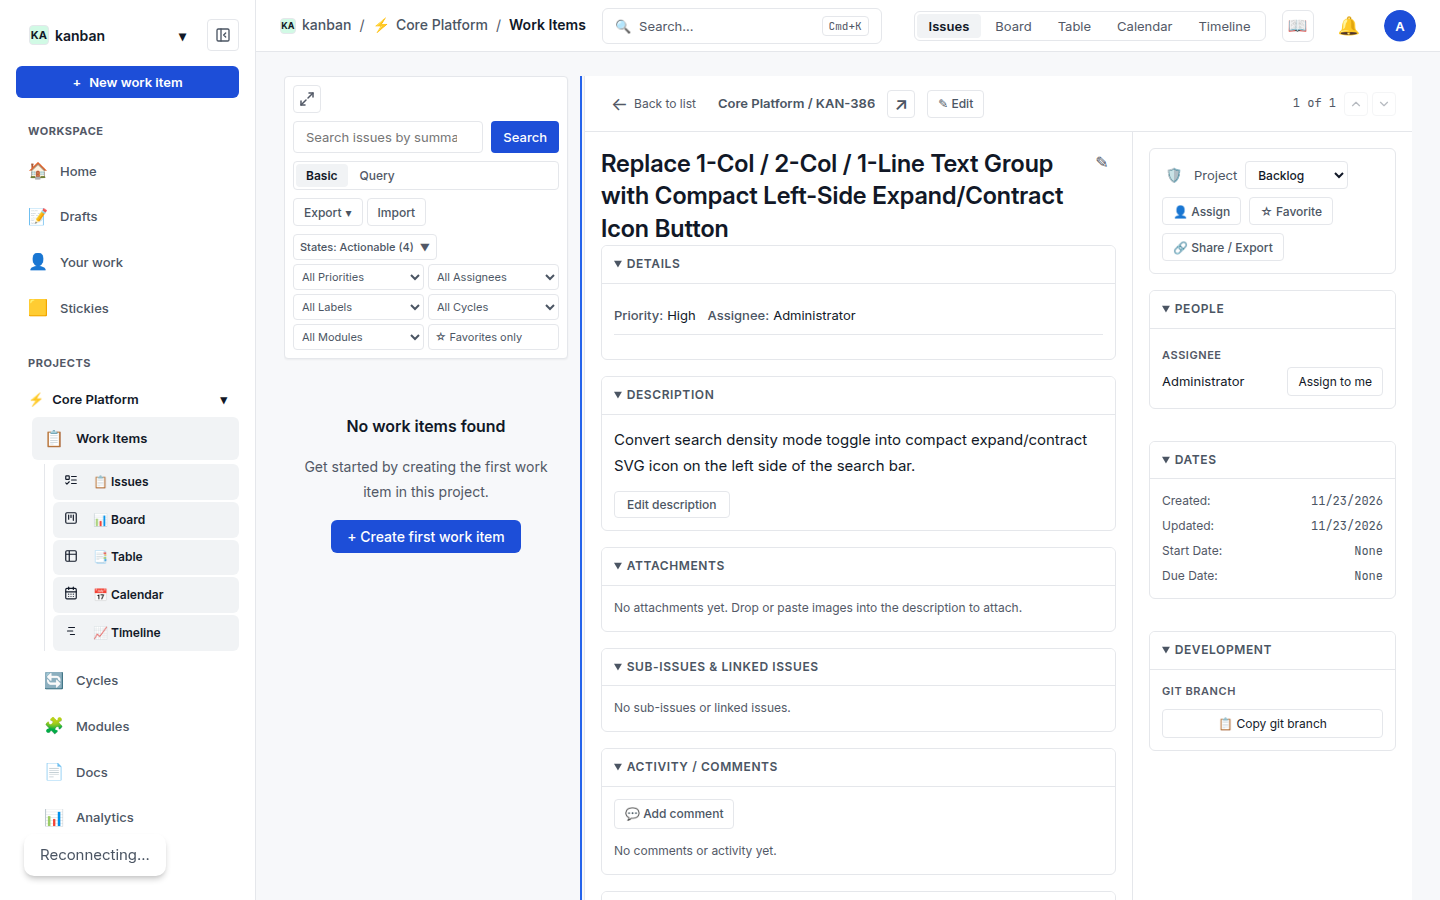 KA kanban ▾
+ New work item
WORKSPACE
Home
Drafts
Your work
Stickies
PROJECTS
Core Platform ▾
Work Items
Issues
Board
Table
Calendar
Timeline
Cycles
Modules
Docs
Analytics
Reconnecting...
KA kanban / Core Platform / Work Items
Search... Cmd+K
Issues Board Table Calendar Timeline
A
Search issues by summa
Search
Basic Query
Export ▾ Import
States: Actionable (4) ▼
All Priorities All Assignees
All Labels All Cycles
All Modules ☆ Favorites only
No work items found
Get started by creating the first work
item in this project.
+ Create first work item
← Back to list Core Platform / KAN-386 ✎ Edit
1 of 1
Replace 1-Col / 2-Col / 1-Line Text Group
with Compact Left-Side Expand/Contract
Icon Button
▼ DETAILS
Priority: High Assignee: Administrator
▼ DESCRIPTION
Convert search density mode toggle into compact expand/contract
SVG icon on the left side of the search bar.
Edit description
▼ ATTACHMENTS
No attachments yet. Drop or paste images into the description to attach.
▼ SUB-ISSUES & LINKED ISSUES
No sub-issues or linked issues.
▼ ACTIVITY / COMMENTS
Add comment
No comments or activity yet.
Project Backlog
Assign ☆ Favorite
Share / Export
▼ PEOPLE
ASSIGNEE
Administrator Assign to me
▼ DATES
Created: 11/23/2026
Updated: 11/23/2026
Start Date: None
Due Date: None
▼ DEVELOPMENT
GIT BRANCH
Copy git branch